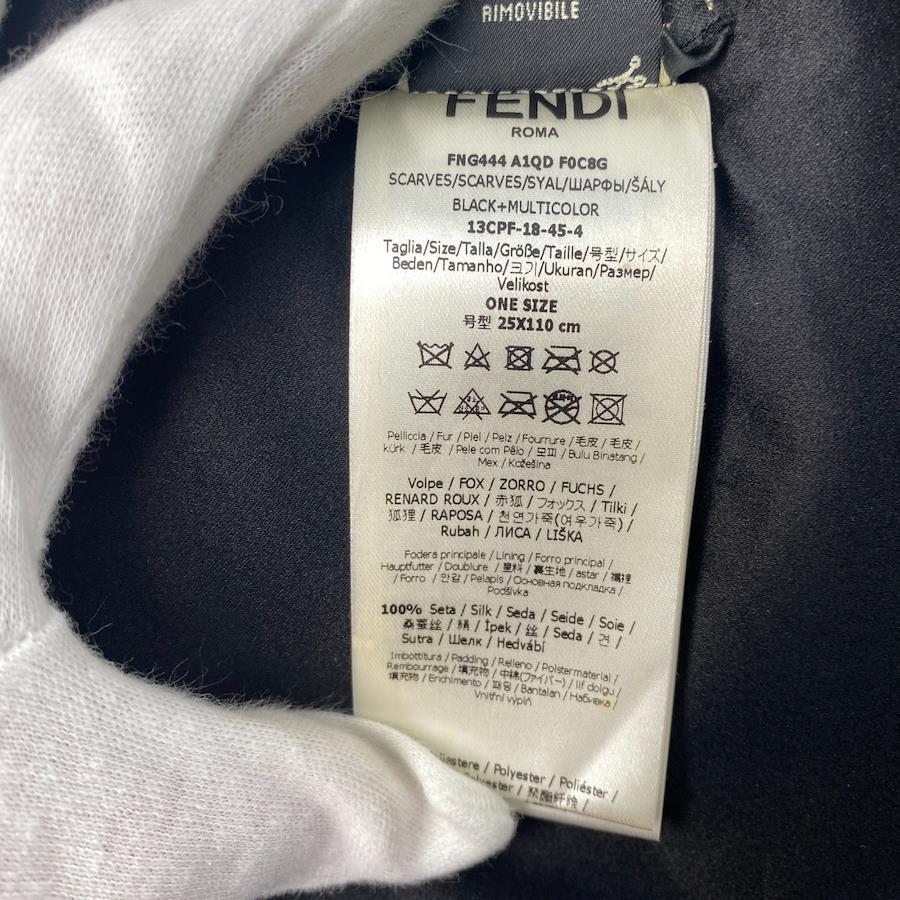 RIMOVIBILE
FENDI
ROMA
FNG444 A1QD F0C8G
SCARVES/SCARVES/SYAL/ШАРФЫ/ŠÁLY
BLACK+MULTICOLOR
13CPF-18-45-4
Taglia/Size/Talla/Größe/Taille/号型/サイズ/
Beden/Tamanho/크기/Ukuran/Размер/
Velikost
ONE SIZE
号型 25X110 cm
Pelliccia / Fur / Piel / Pelz / Fourrure / 毛皮 / 毛皮 /
kürk / 毛皮 / Pele com Pêlo / 모피 / Bulu Binatang /
Mex / Kožešina
Volpe / FOX / ZORRO / FUCHS /
RENARD ROUX / 赤狐 / フォックス / Tilki /
狐狸 / RAPOSA / 천연가죽(여우가죽) /
Rubah / ЛИСА / LIŠKA
Fodera principale / Lining / Forro principal /
Hauptfutter / Doublure / 里料 / 裏生地 / astar / 襯裡
/ Forro / 안감 / Pelapis / Основная подкладка /
Podšívka
100% Seta / Silk / Seda / Seide / Soie /
桑蚕丝 / 絹 / İpek / 丝 / Seda / 견 /
Sutra / Шелк / Hedvábí
Imbottitura / Padding / Relleno / Polstermaterial /
Rembourrage / 填充物 / 中綿(ファイバー) / lif dolgu /
填充物 / Enchimento / 패딩 / Bantalan / Набивка /
Vnitřní výplň
/ Polyester / Poliéster /
/ 聚酯纤维 /